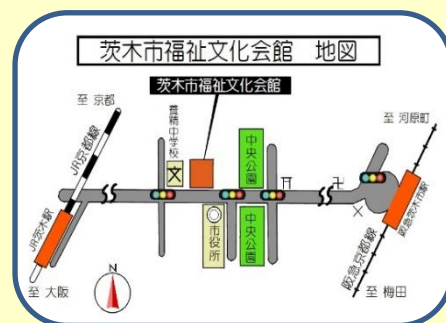 茨木市福祉文化会館 地図
茨木市福祉文化会館
至 京都
至 河原町
JR京都線
養精中学校
文
中央公園
JR茨木駅
市役所
中央公園
阪急茨木市駅
阪急京都線
至 大阪
N
至 梅田